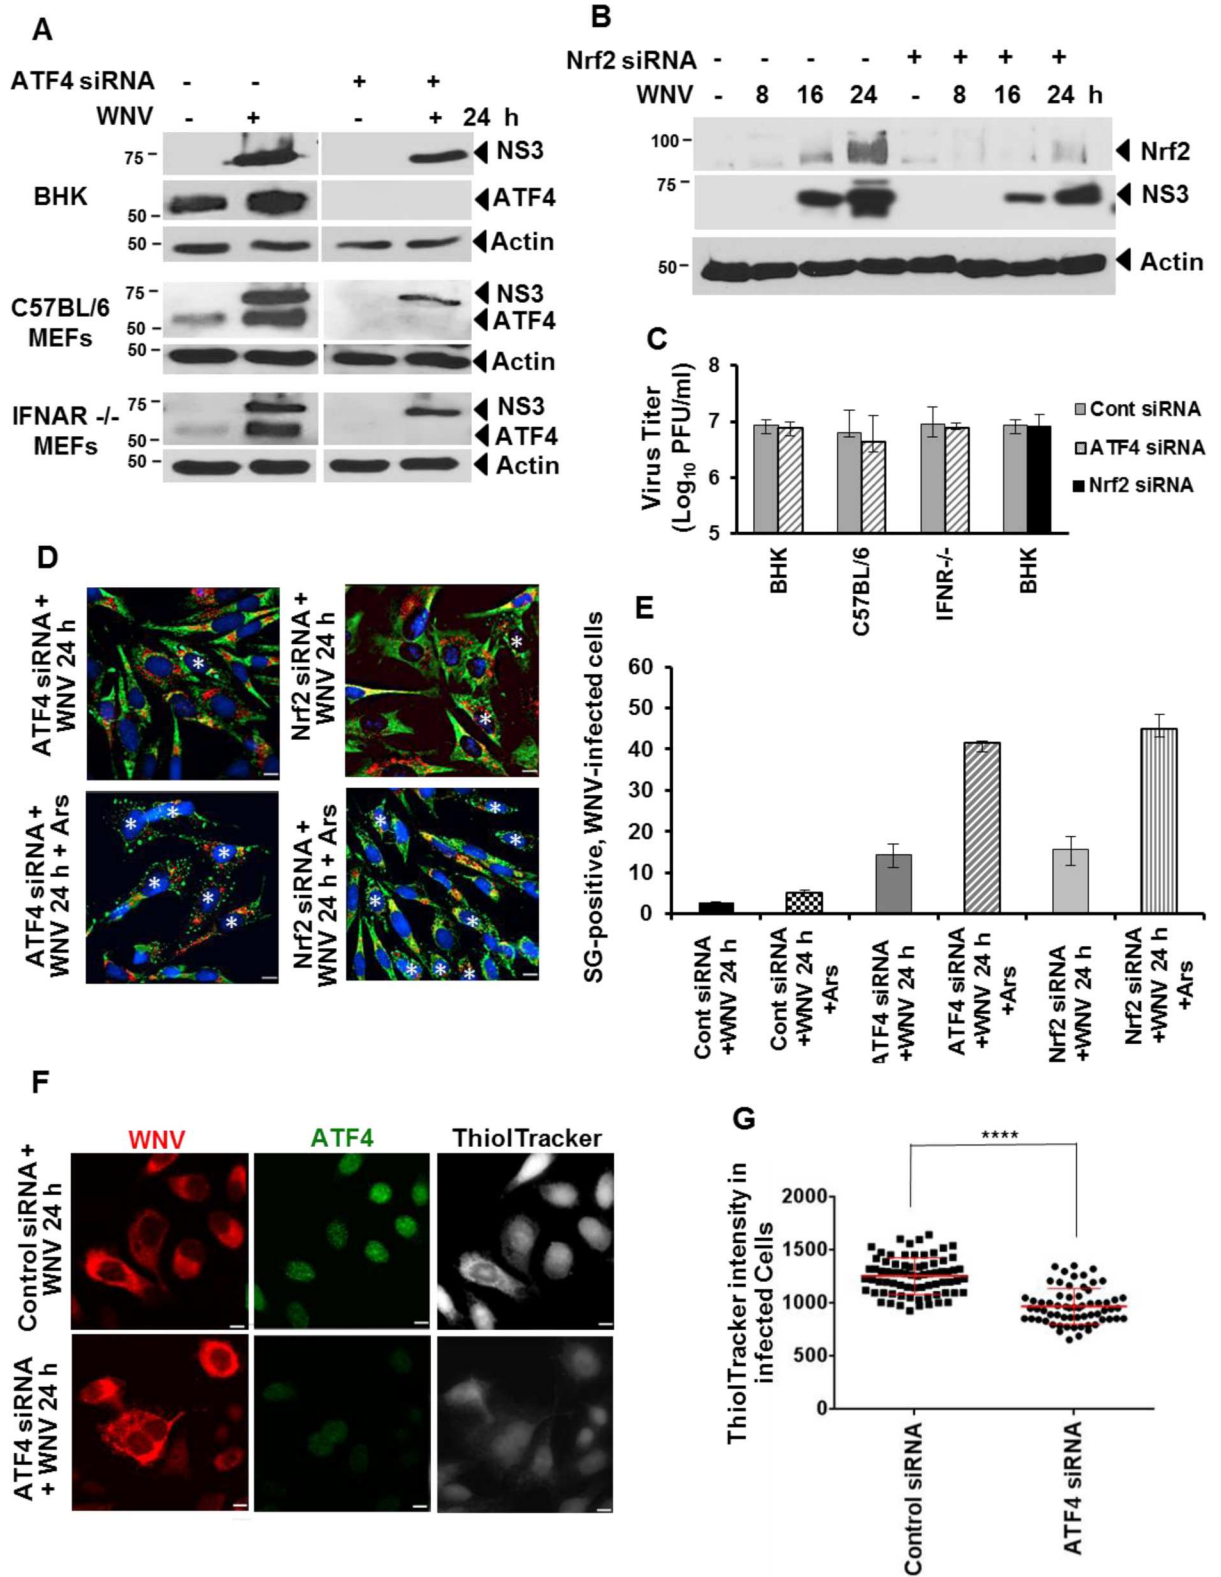 A
ATF4 siRNA - - + +
WNV - + - + 24 h
75 NS3
BHK
ATF4
50
50 Actin
75 NS3
C57BL/6
MEFs
ATF4
50
50 Actin
75 NS3
IFNAR -/-
MEFs
ATF4
50
50 Actin
B
Nrf2 siRNA - - - - + + + +
WNV - 8 16 24 - 8 16 24 h
100 Nrf2
75 NS3
50 Actin
C
Virus Titer
(Log10 PFU/ml)
8
7
6
5
BHK
C57BL/6
IFNR-/-
BHK
Cont siRNA
ATF4 siRNA
Nrf2 siRNA
D
ATF4 siRNA +
WNV 24 h
Nrf2 siRNA +
WNV 24 h
ATF4 siRNA +
WNV 24 h + Ars
Nrf2 siRNA +
WNV 24 h + Ars
* * * * * * * * * * * * * * * * *
E
SG-positive, WNV-infected cells
60
50
40
30
20
10
0
Cont siRNA
+WNV 24 h
Cont siRNA
+WNV 24 h
+Ars
ATF4 siRNA
+WNV 24 h
ATF4 siRNA
+WNV 24 h
+Ars
Nrf2 siRNA
+WNV 24 h
Nrf2 siRNA
+WNV 24 h
+Ars
F
WNV ATF4 ThiolTracker
Control siRNA +
WNV 24 h
ATF4 siRNA
+ WNV 24 h
G
****
ThiolTracker intensity in
infected Cells
2000
1500
1000
500
0
Control siRNA
ATF4 siRNA